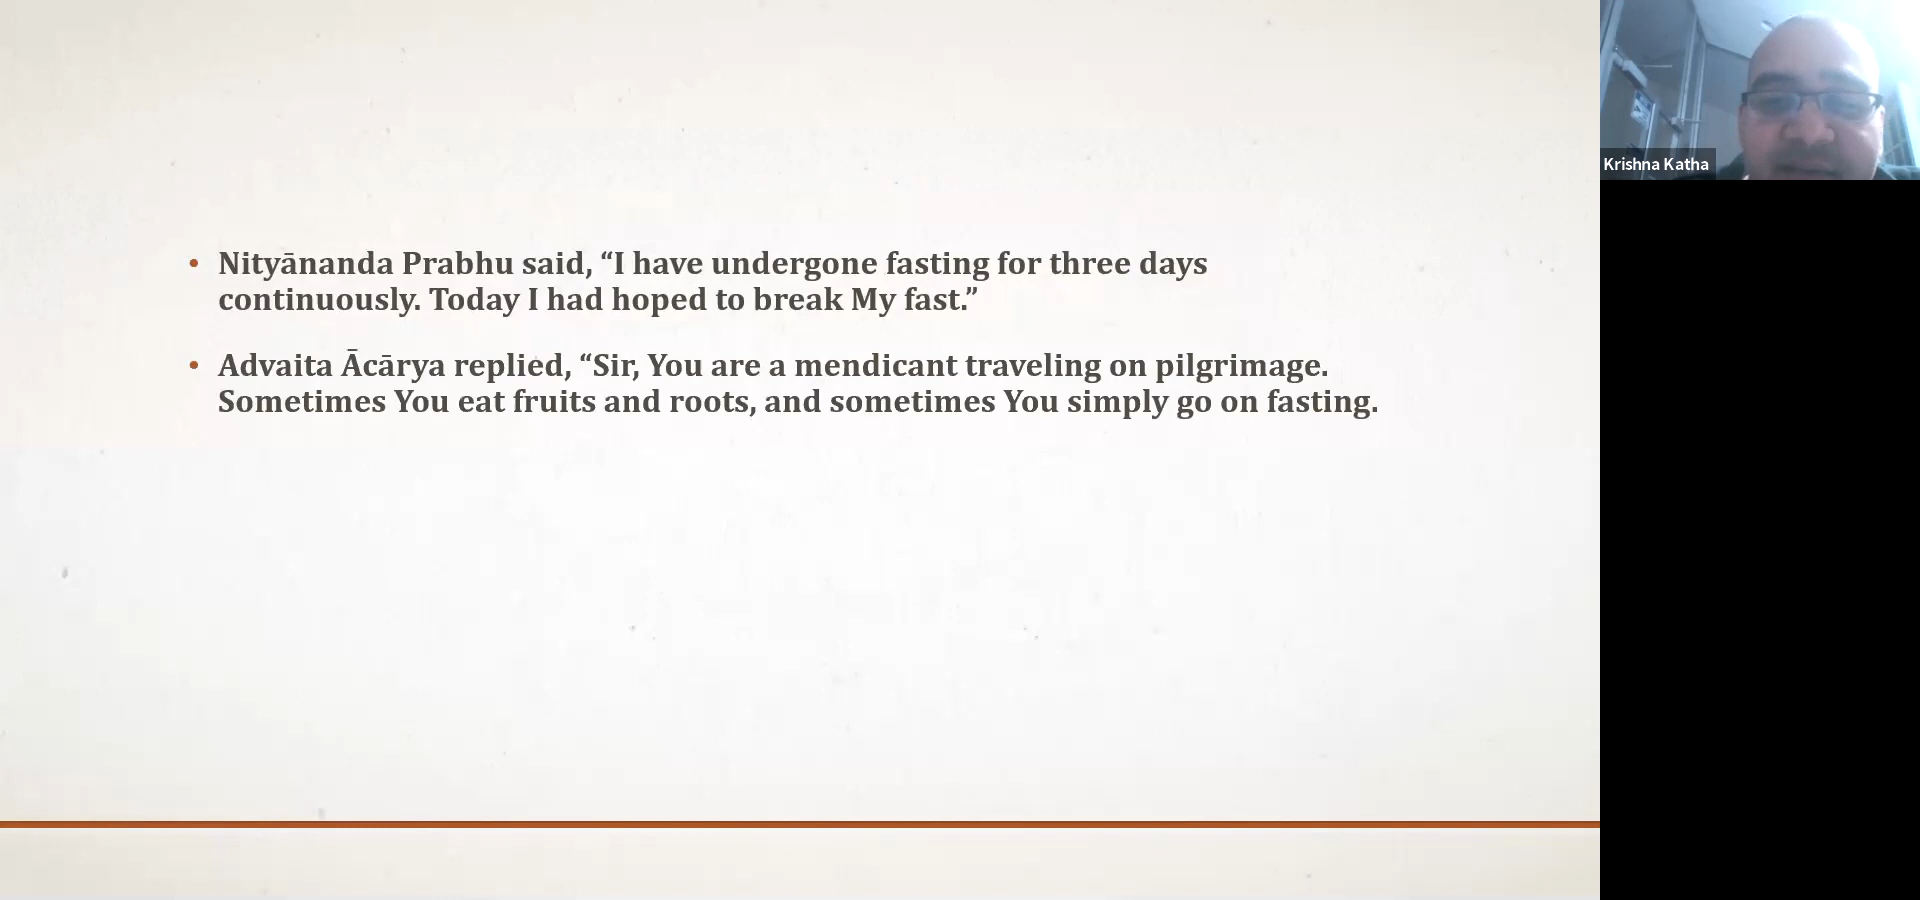 • Nityānanda Prabhu said, “I have undergone fasting for three days
continuously. Today I had hoped to break My fast.”
• Advaita Ācārya replied, “Sir, You are a mendicant traveling on pilgrimage.
Sometimes You eat fruits and roots, and sometimes You simply go on fasting.
Krishna Katha